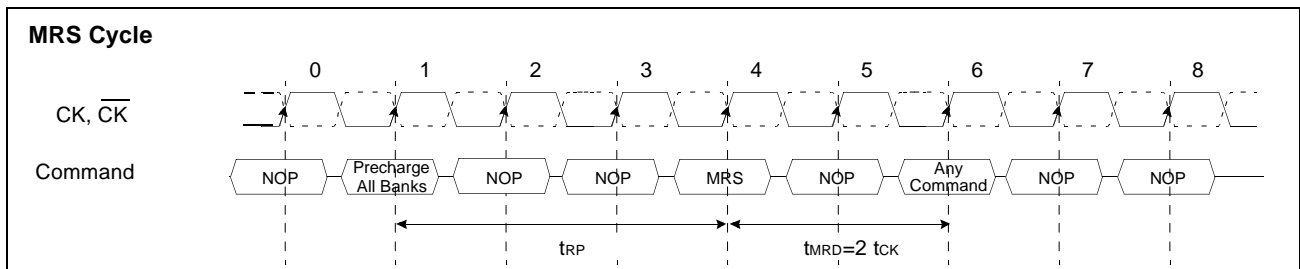 MRS Cycle
0 1 2 3 4 5 6 7 8
CK, C̅K̅
Command
NOP Precharge All Banks NOP NOP MRS NOP Any Command NOP NOP
tRP tMRD=2 tCK